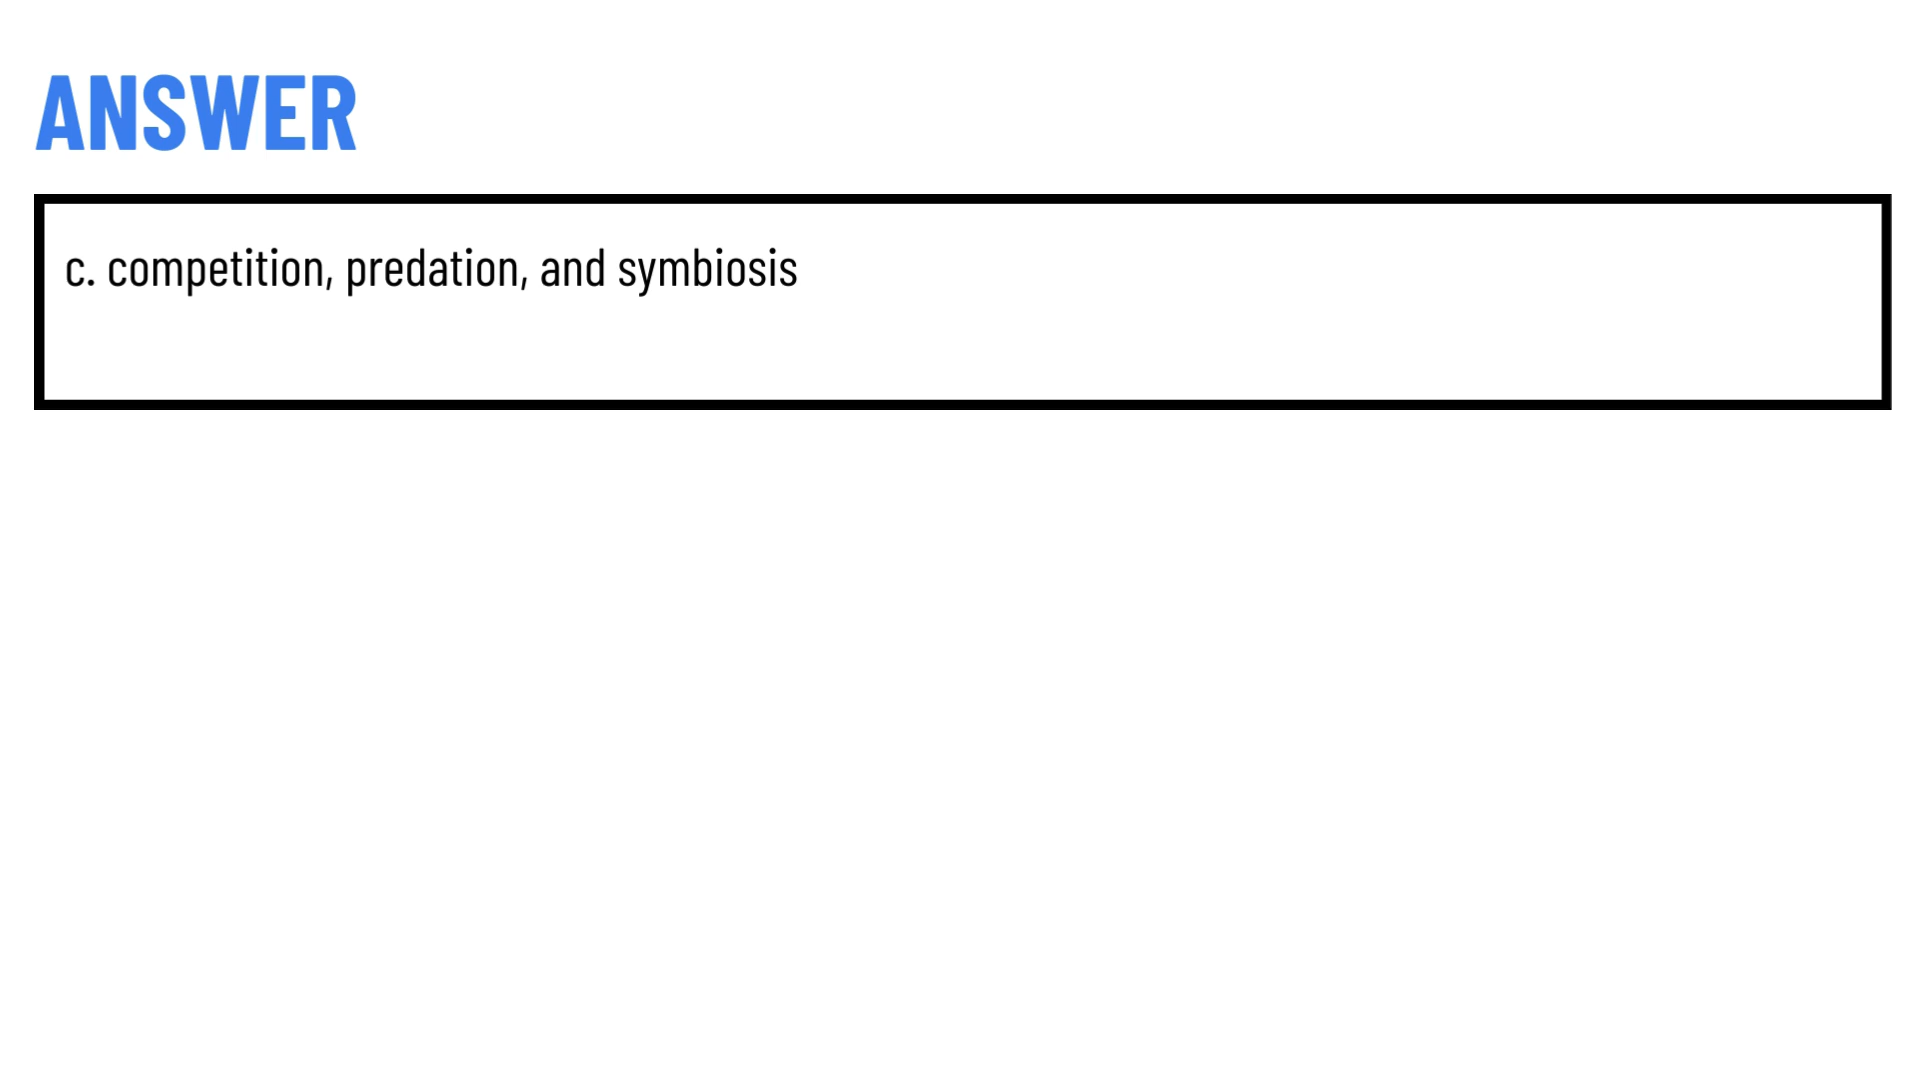 ANSWER
c. competition, predation, and symbiosis